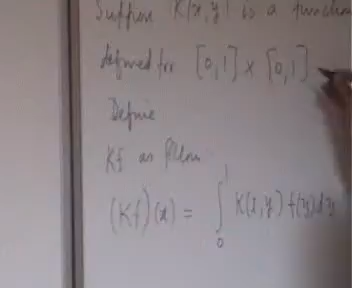 Suppose K(x,y) is a function
defined for [0,1] × [0,1]
Define
Kf as follows
(Kf)(x) = ∫₀¹ K(x,y) f(y) dy